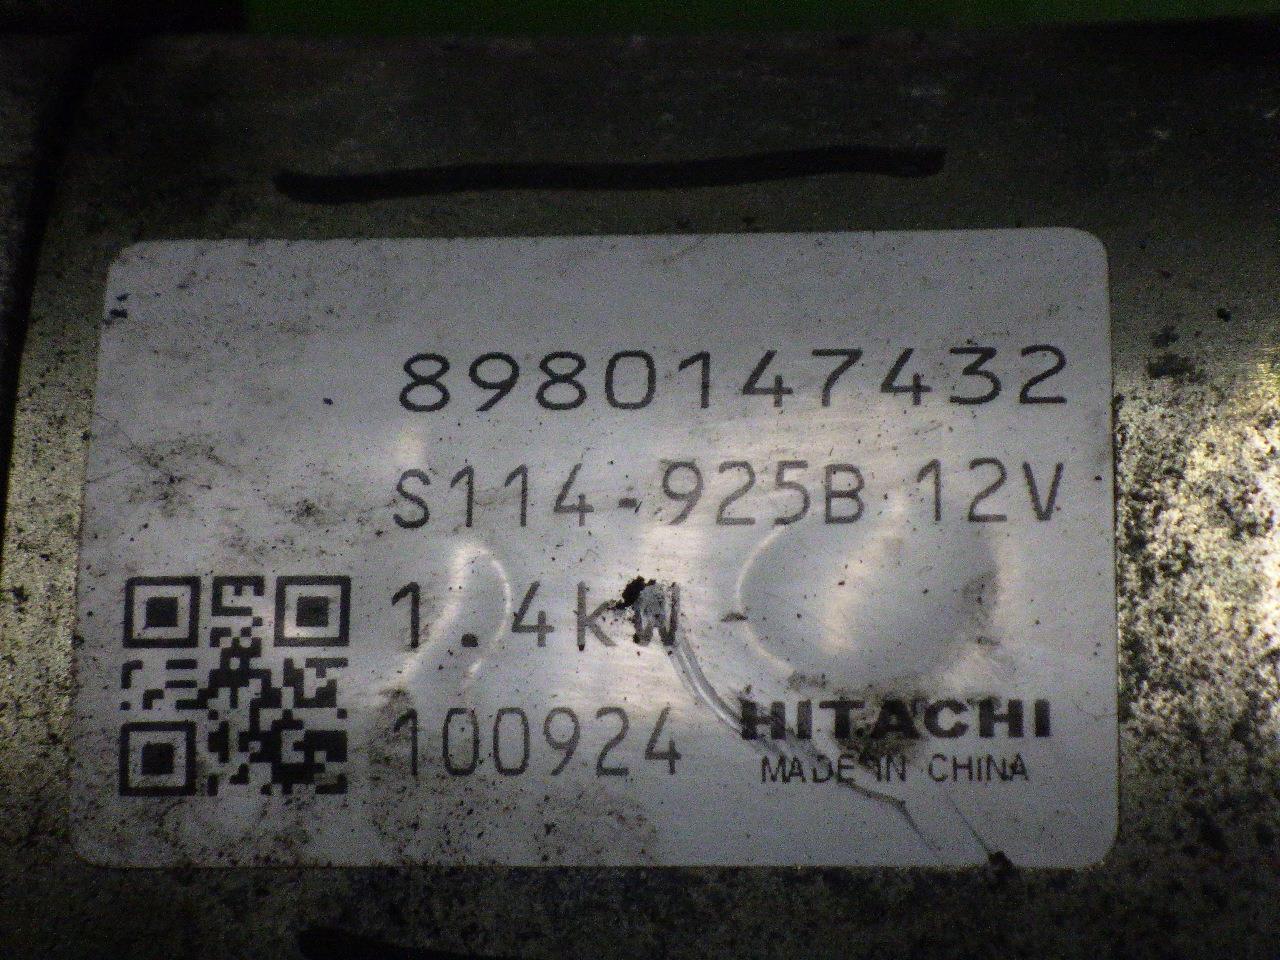 8980147432
S114-925B 12V
1.4kW
100924
HITACHI
MADE IN CHINA